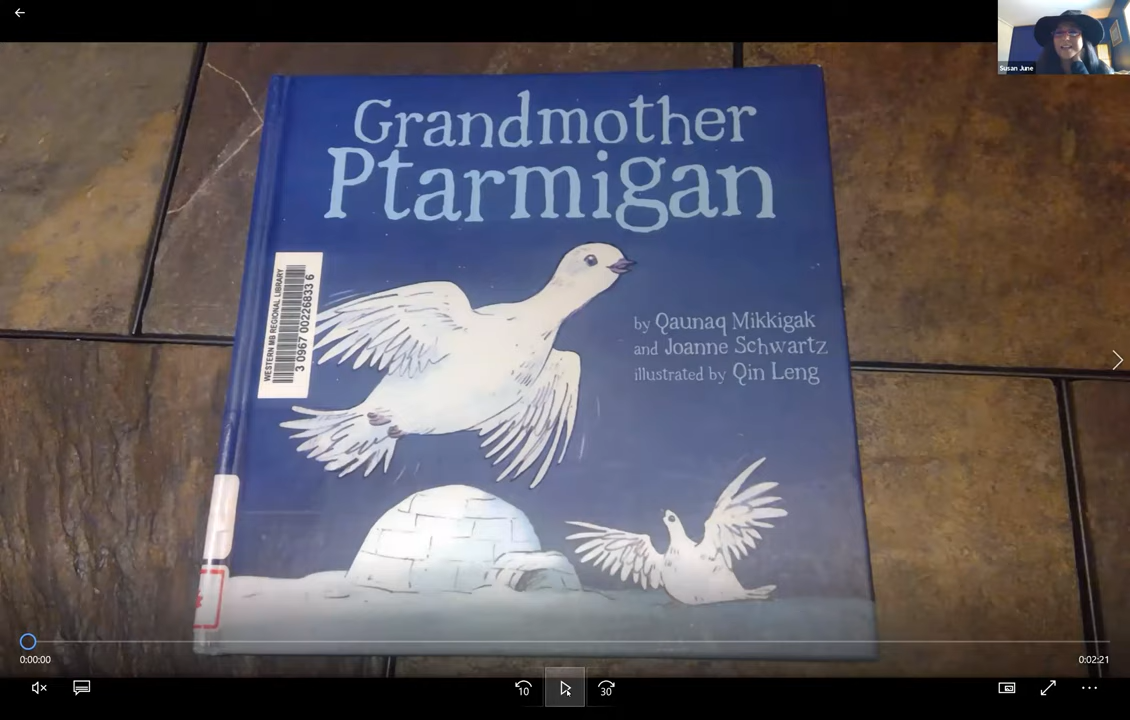 Susan June
Grandmother
Ptarmigan
by Qaunaq Mikkigak
and Joanne Schwartz
illustrated by Qin Leng
WESTERN MB REGIONAL LIBRARY
3 0967 00226833 6
0:00:00
0:02:21
10
30